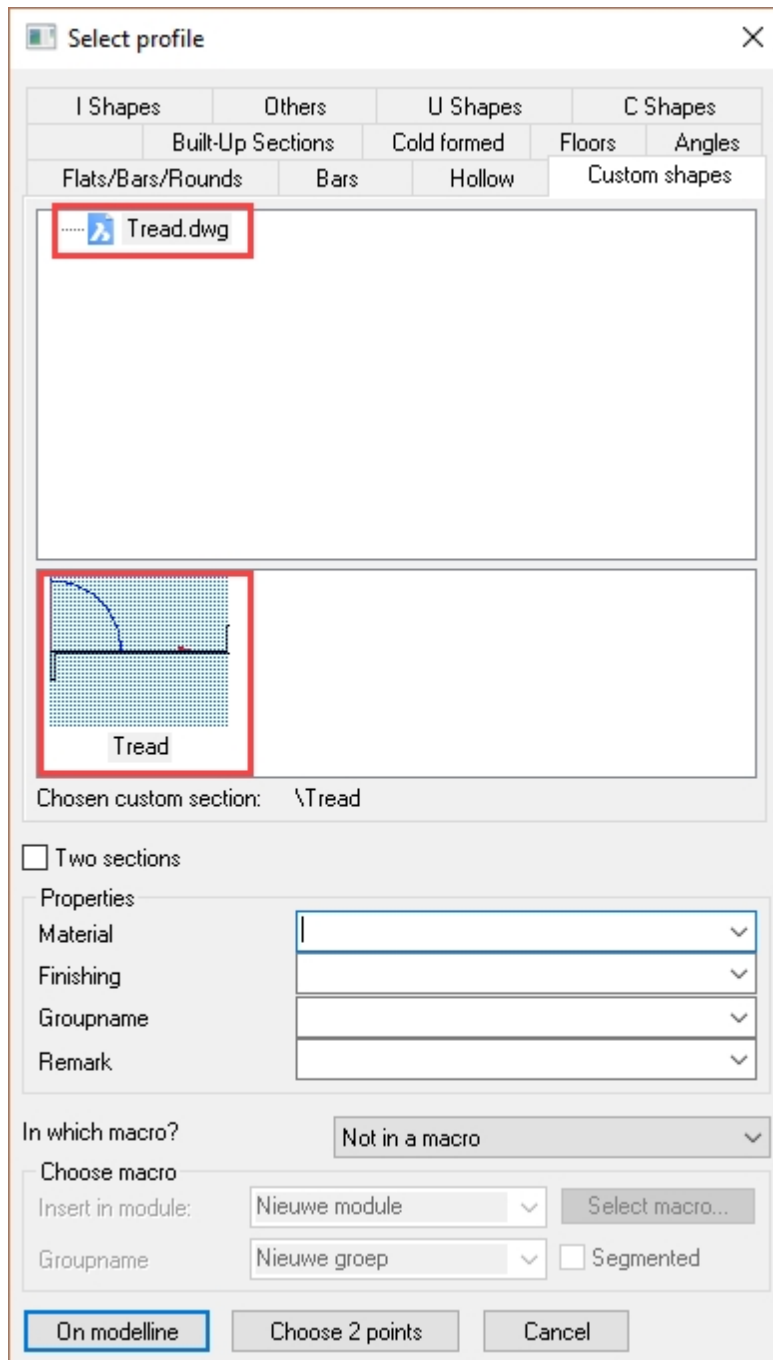 Select profile
I Shapes Others U Shapes C Shapes
Built-Up Sections Cold formed Floors Angles
Flats/Bars/Rounds Bars Hollow Custom shapes
Tread.dwg
Tread
Chosen custom section: \Tread
Two sections
Properties
Material
Finishing
Groupname
Remark
In which macro? Not in a macro
Choose macro
Insert in module: Nieuwe module Select macro...
Groupname Nieuwe groep Segmented
On modelline Choose 2 points Cancel